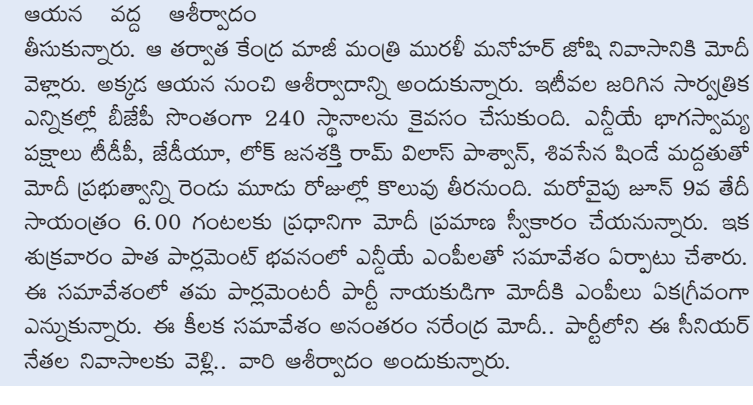 ఆయన వద్ద ఆశీర్వాదం
తీసుకున్నారు. ఆ తర్వాత కేంద్ర మాజీ మంత్రి మురళీ మనోహర్ జోషి నివాసానికి మోదీ
వెళ్లారు. అక్కడ ఆయన నుంచి ఆశీర్వాదాన్ని అందుకున్నారు. ఇటీవల జరిగిన సార్వత్రిక
ఎన్నికల్లో బీజేపీ సొంతంగా 240 స్థానాలను కైవసం చేసుకుంది. ఎన్డీయే భాగస్వామ్య
పక్షాలు టీడీపీ, జేడీయూ, లోక్ జనశక్తి రామ్ విలాస్ పాశ్వాన్, శివసేన షిండే మద్దతుతో
మోదీ ప్రభుత్వాన్ని రెండు మూడు రోజుల్లో కొలువు తీరనుంది. మరోవైపు జూన్ 9వ తేదీ
సాయంత్రం 6.00 గంటలకు ప్రధానిగా మోదీ ప్రమాణ స్వీకారం చేయనున్నారు. ఇక
శుక్రవారం పాత పార్లమెంట్ భవనంలో ఎన్డీయే ఎంపీలతో సమావేశం ఏర్పాటు చేశారు.
ఈ సమావేశంలో తమ పార్లమెంటరీ పార్టీ నాయకుడిగా మోదీకి ఎంపీలు ఏకగ్రీవంగా
ఎన్నుకున్నారు. ఈ కీలక సమావేశం అనంతరం నరేంద్ర మోదీ.. పార్టీలోని ఈ సీనియర్
నేతల నివాసాలకు వెళ్లి.. వారి ఆశీర్వాదం అందుకున్నారు.